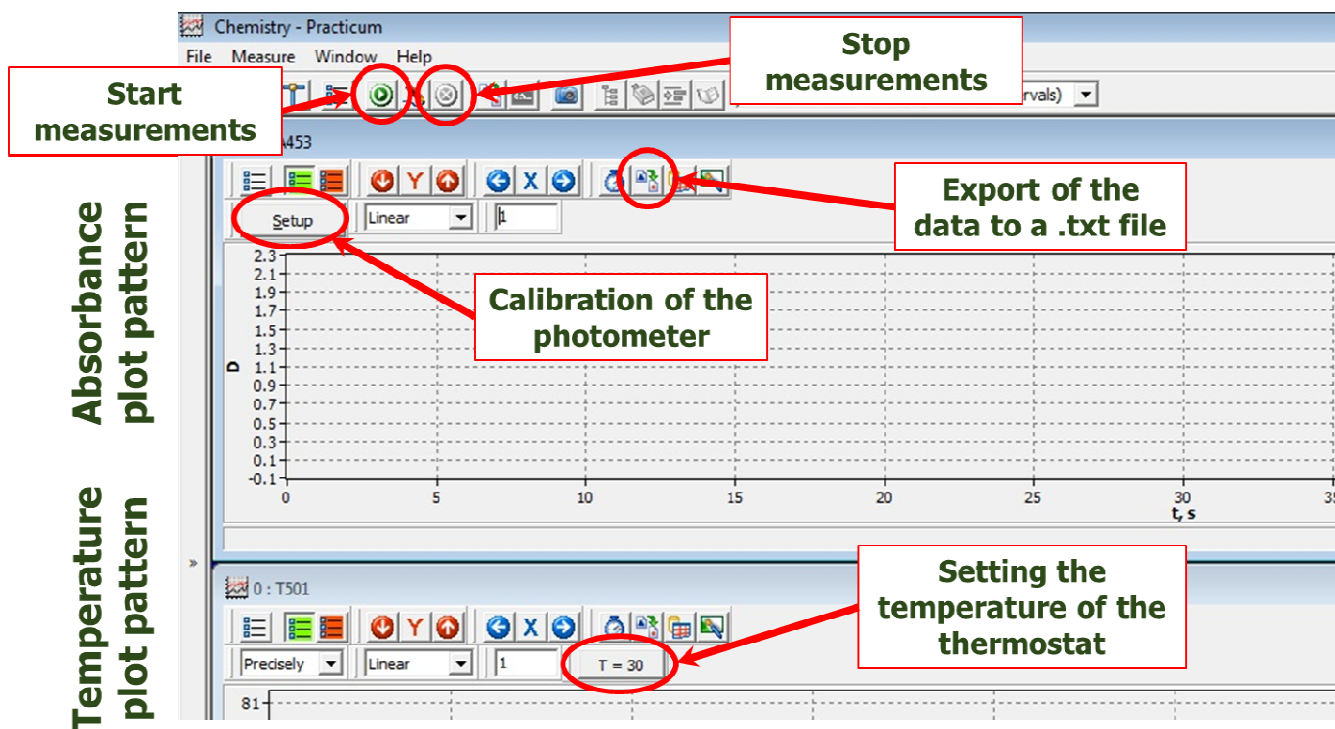 Chemistry - Practicum
File Measure Window Help
Start
measurements
Stop
measurements
rvals)
A453
Y
X
Setup
Linear
1
Export of the
data to a .txt file
Calibration of the
photometer
Absorbance
plot pattern
2.3
2.1
1.9
1.7
1.5
1.3
1.1
D
0.9
0.7
0.5
0.3
0.1
-0.1
0 5 10 15 20 25 30 35
t, s
»
Temperature
plot pattern
0 : T501
Y
X
Precisely
Linear
1
T = 30
Setting the
temperature of the
thermostat
81